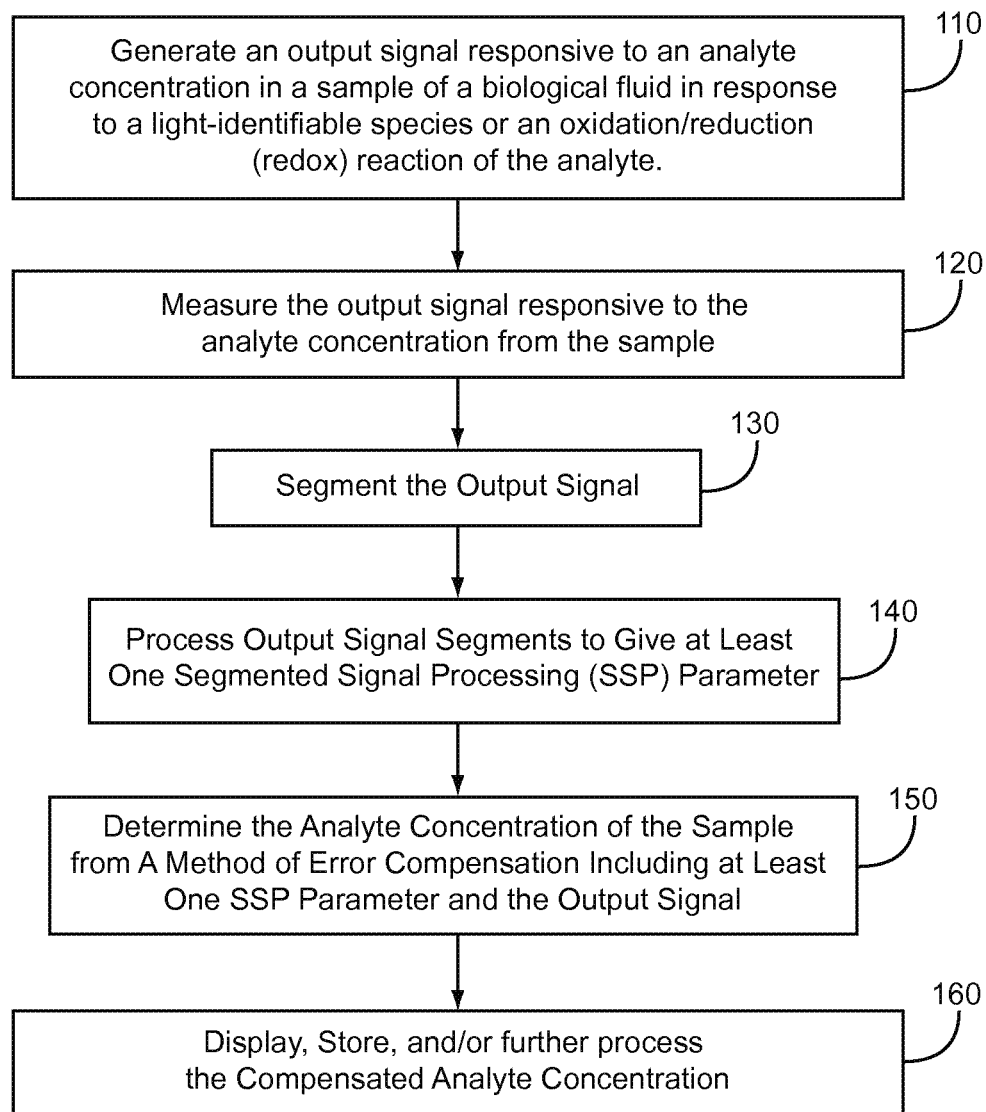 110
Generate an output signal responsive to an analyte
concentration in a sample of a biological fluid in response
to a light-identifiable species or an oxidation/reduction
(redox) reaction of the analyte.
120
Measure the output signal responsive to the
analyte concentration from the sample
130
Segment the Output Signal
140
Process Output Signal Segments to Give at Least
One Segmented Signal Processing (SSP) Parameter
150
Determine the Analyte Concentration of the Sample
from A Method of Error Compensation Including at Least
One SSP Parameter and the Output Signal
160
Display, Store, and/or further process
the Compensated Analyte Concentration